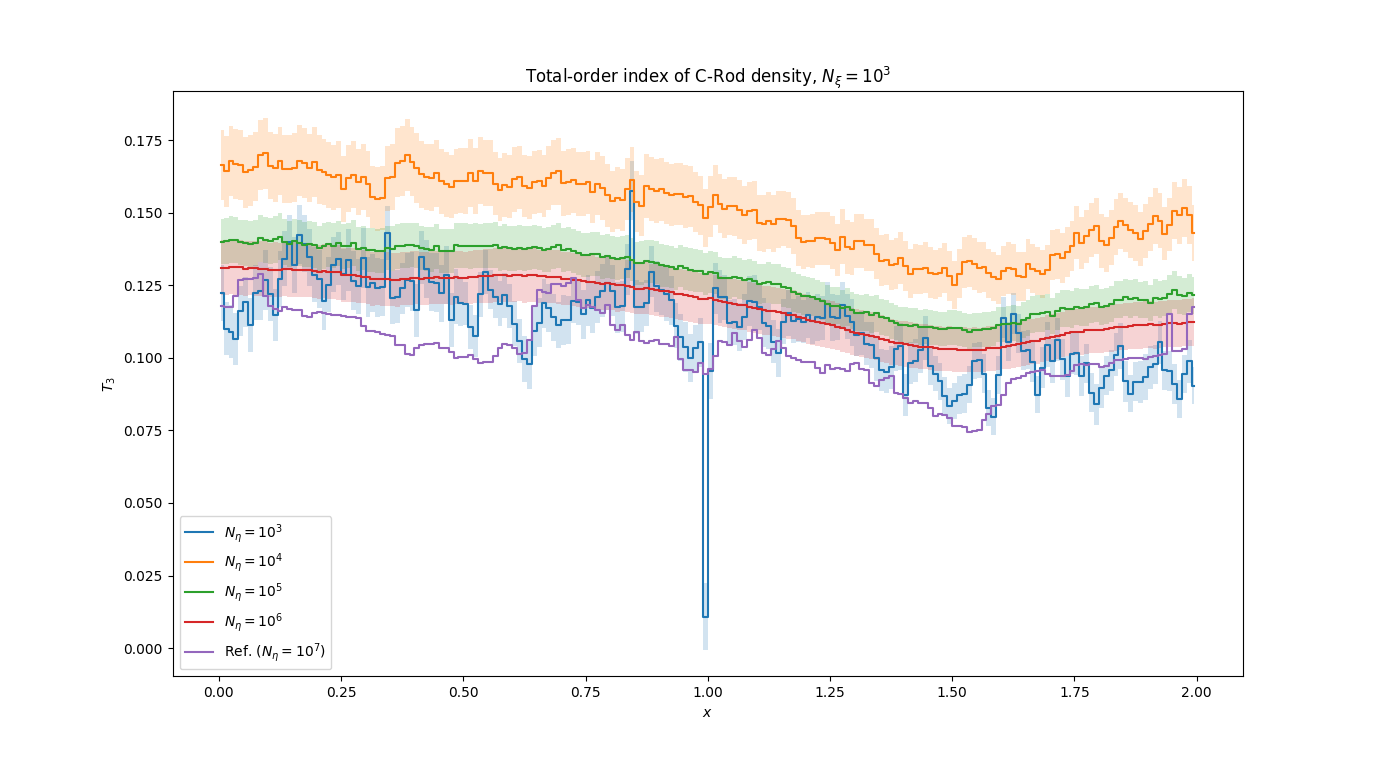 Total-order index of C-Rod density, $N_\xi = 10^3$
0.175
0.150
0.125
0.100
0.075
0.050
0.025
0.000
$T_3$
$N_\eta = 10^3$
$N_\eta = 10^4$
$N_\eta = 10^5$
$N_\eta = 10^6$
Ref. ($N_\eta = 10^7$)
0.00 0.25 0.50 0.75 1.00 1.25 1.50 1.75 2.00
$x$